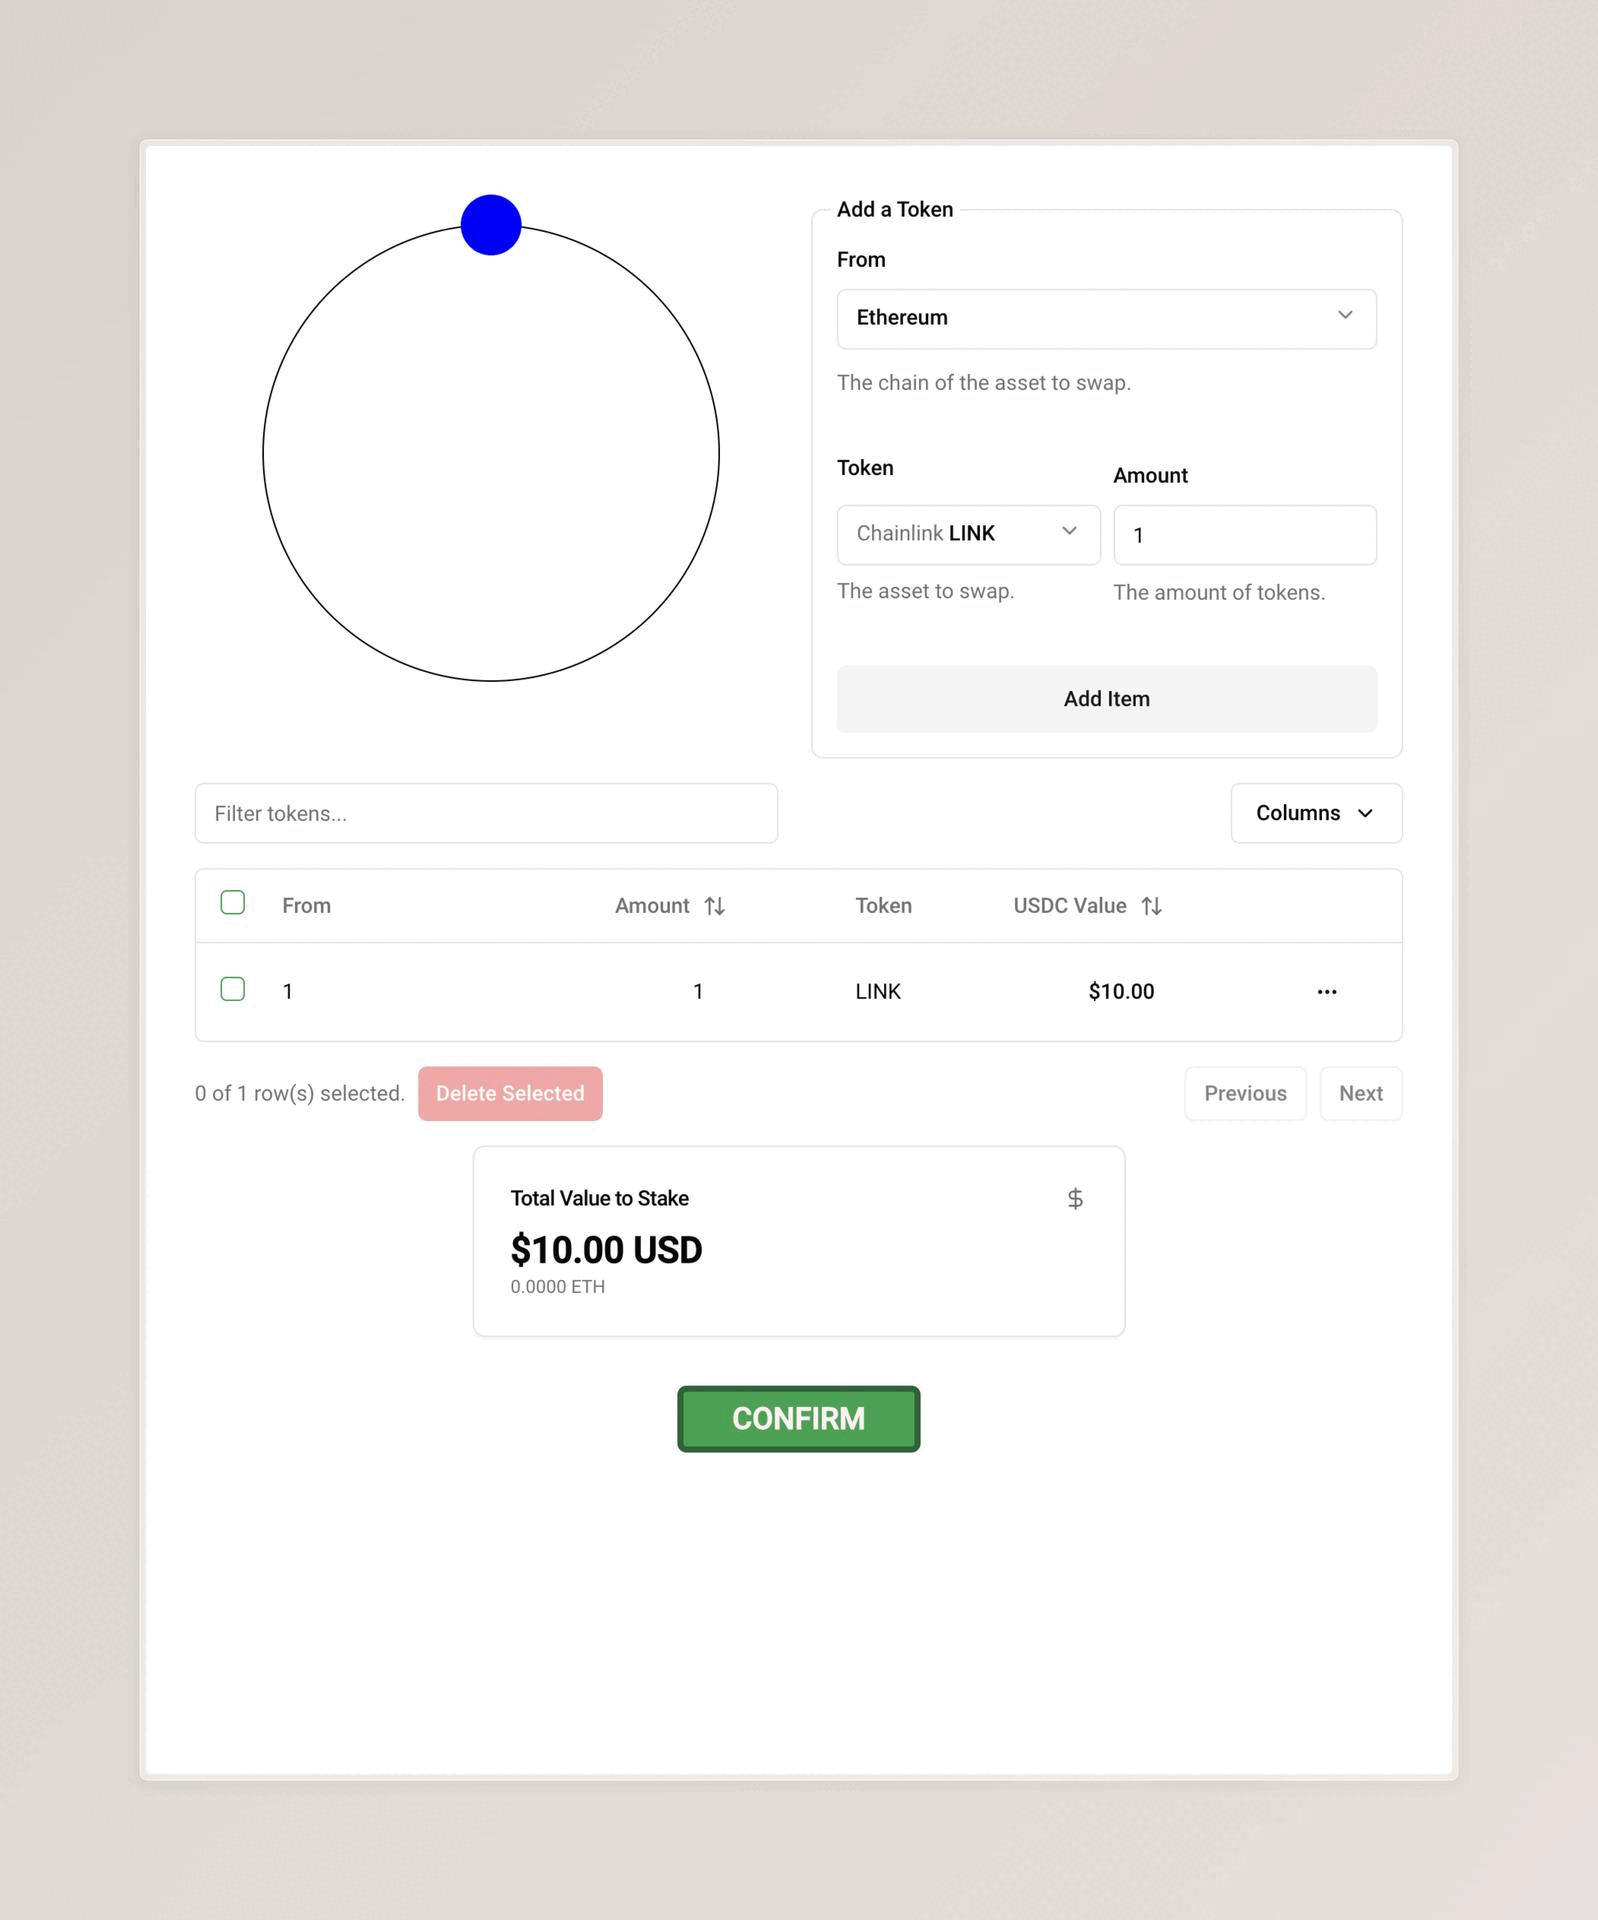 Add a Token
From
Ethereum
The chain of the asset to swap.
Token
Amount
Chainlink LINK
1
The asset to swap.
The amount of tokens.
Add Item
Filter tokens...
Columns
From Amount Token USDC Value
1 1 LINK $10.00 ...
0 of 1 row(s) selected. Delete Selected Previous Next
Total Value to Stake $
$10.00 USD
0.0000 ETH
CONFIRM